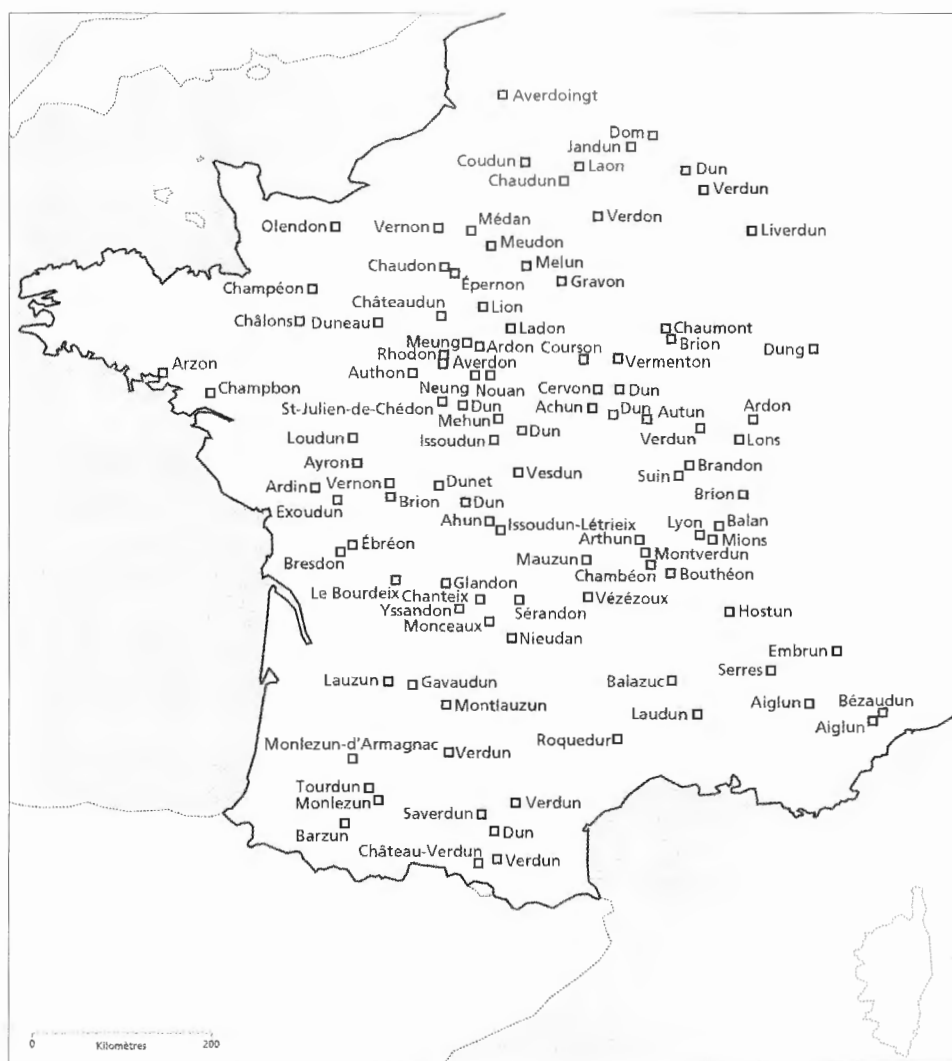 Averdoingt
Dom
Jandun
Coudun
Laon
Dun
Chaudun
Verdun
Olendon
Vernon
Médan
Verdon
Liverdun
Meudon
Chaudon
Melun
Épernon
Gravon
Champéon
Châteaudun
Lion
Châlons
Duneau
Ladon
Chaumont
Brion
Meung
Ardon
Courson
Dung
Rhodon
Averdon
Vermenton
Arzon
Authon
Champbon
Neung
Nouan
Cervon
Dun
St-Julien-de-Chédon
Dun
Achun
Dun
Autun
Ardon
Mehun
Dun
Verdun
Loudun
Issoudun
Lons
Ayron
Vesdun
Brandon
Suin
Ardin
Vernon
Dunet
Brion
Exoudun
Brion
Dun
Ahun
Issoudun-Létrieix
Lyon
Balan
Arthun
Mions
Ébréon
Montverdun
Bresdon
Mauzun
Chambéon
Bouthéon
Le Bourdeix
Glandon
Chanteix
Vézézoux
Yssandon
Sérandon
Hostun
Monceaux
Nieudan
Embrun
Serres
Lauzun
Gavaudun
Balazuc
Montlauzun
Laudun
Aiglun
Bézaudun
Aiglun
Roquedur
Monlezun-d'Armagnac
Verdun
Tourdun
Monlezun
Verdun
Saverdun
Barzun
Dun
Château-Verdun
Verdun
0 Kilomètres 200